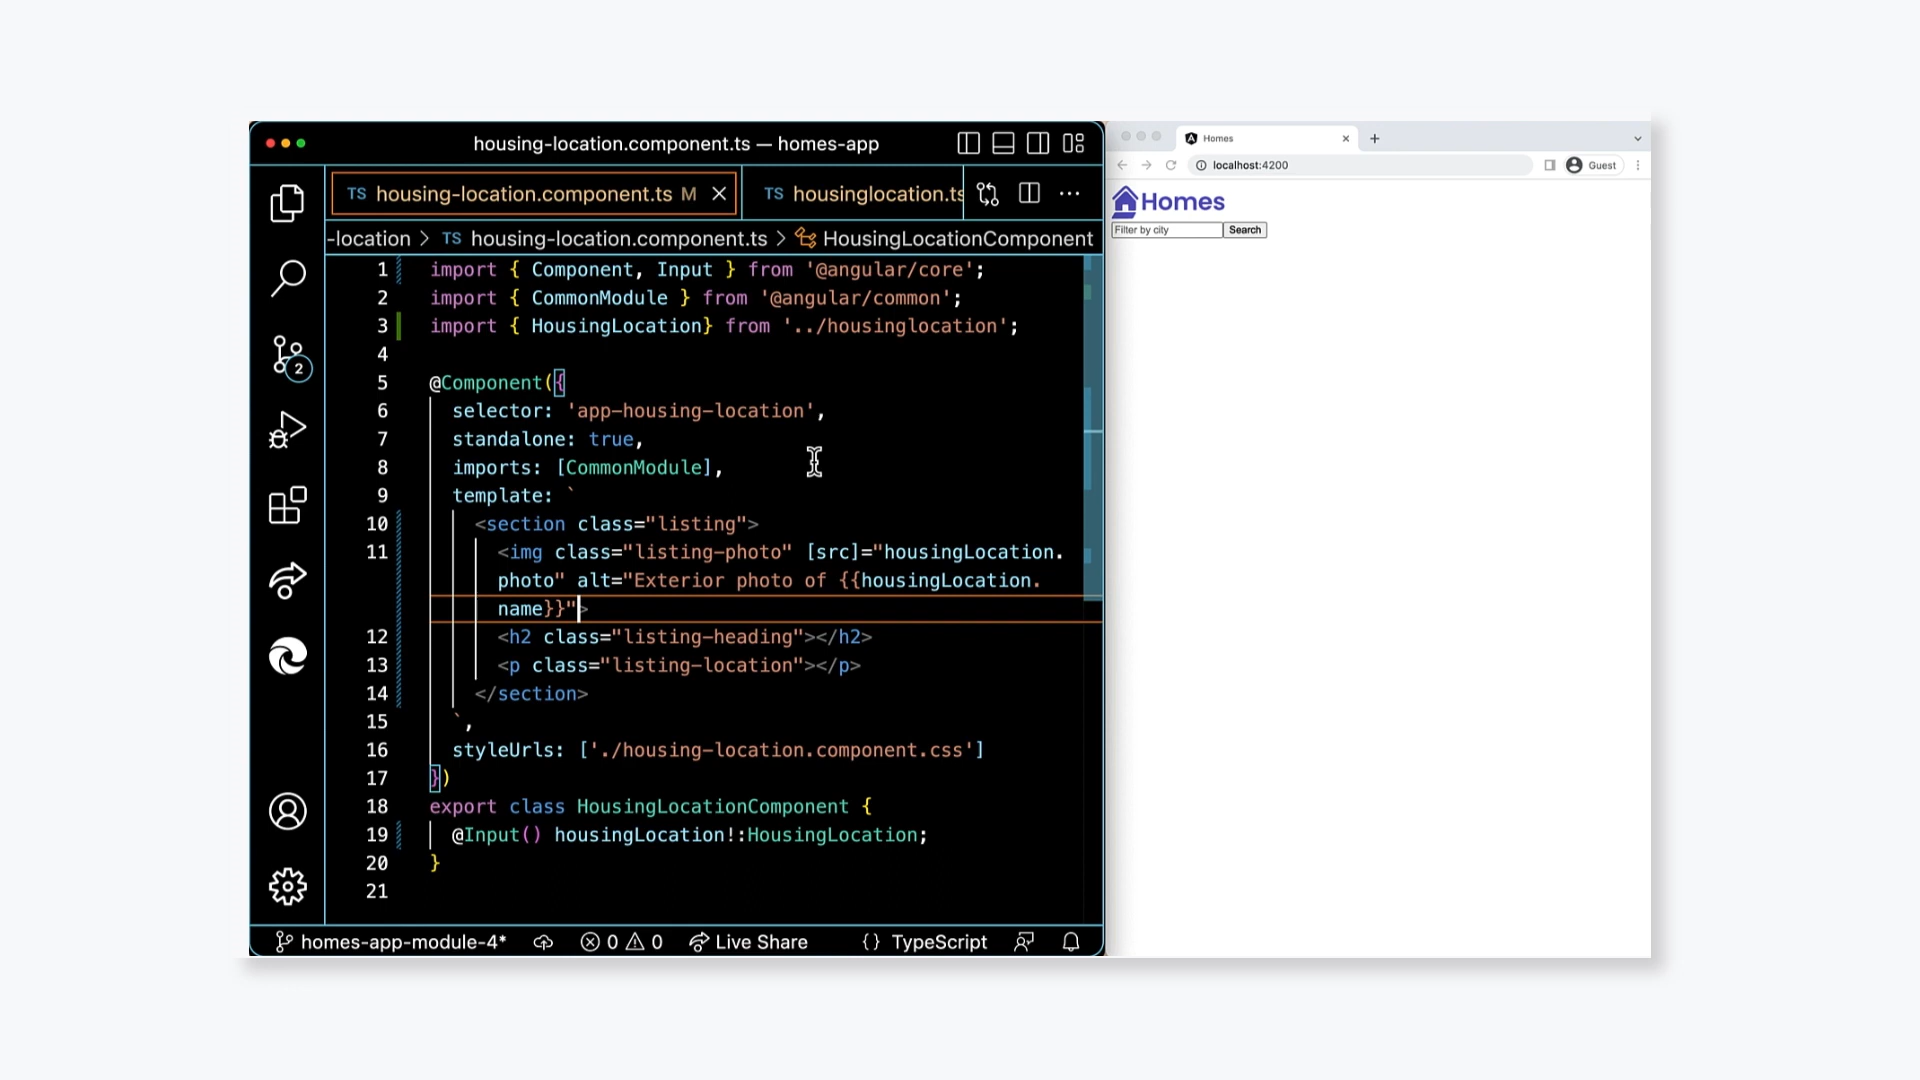 housing-location.component.ts — homes-app
TS housing-location.component.ts M
TS housinglocation.ts
-location > TS housing-location.component.ts > HousingLocationComponent
1 import { Component, Input } from '@angular/core';
2 import { CommonModule } from '@angular/common';
3 import { HousingLocation} from '../housinglocation';
4
5 @Component({
6 selector: 'app-housing-location',
7 standalone: true,
8 imports: [CommonModule],
9 template: `
10 <section class="listing">
11 <img class="listing-photo" [src]="housingLocation.
photo" alt="Exterior photo of {{housingLocation.
name}}">
12 <h2 class="listing-heading"></h2>
13 <p class="listing-location"></p>
14 </section>
15 `,
16 styleUrls: ['./housing-location.component.css']
17 })
18 export class HousingLocationComponent {
19 @Input() housingLocation!:HousingLocation;
20 }
21
2
homes-app-module-4* 0 0 Live Share {} TypeScript
Homes
localhost:4200
Guest
Homes
Filter by city Search